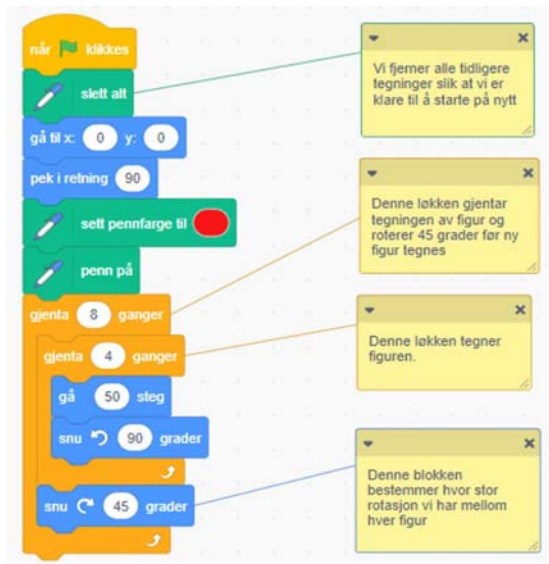 når klikkes
slett alt
gå til x: 0 y: 0
pek i retning 90
sett pennfarge til
penn på
gjenta 8 ganger
gjenta 4 ganger
gå 50 steg
snu 90 grader
snu 45 grader
Vi fjerner alle tidligere
tegninger slik at vi er
klare til å starte på nytt
Denne løkken gjentar
tegningen av figur og
roterer 45 grader før ny
figur tegnes
Denne løkken tegner
figuren.
Denne blokken
bestemmer hvor stor
rotasjon vi har mellom
hver figur